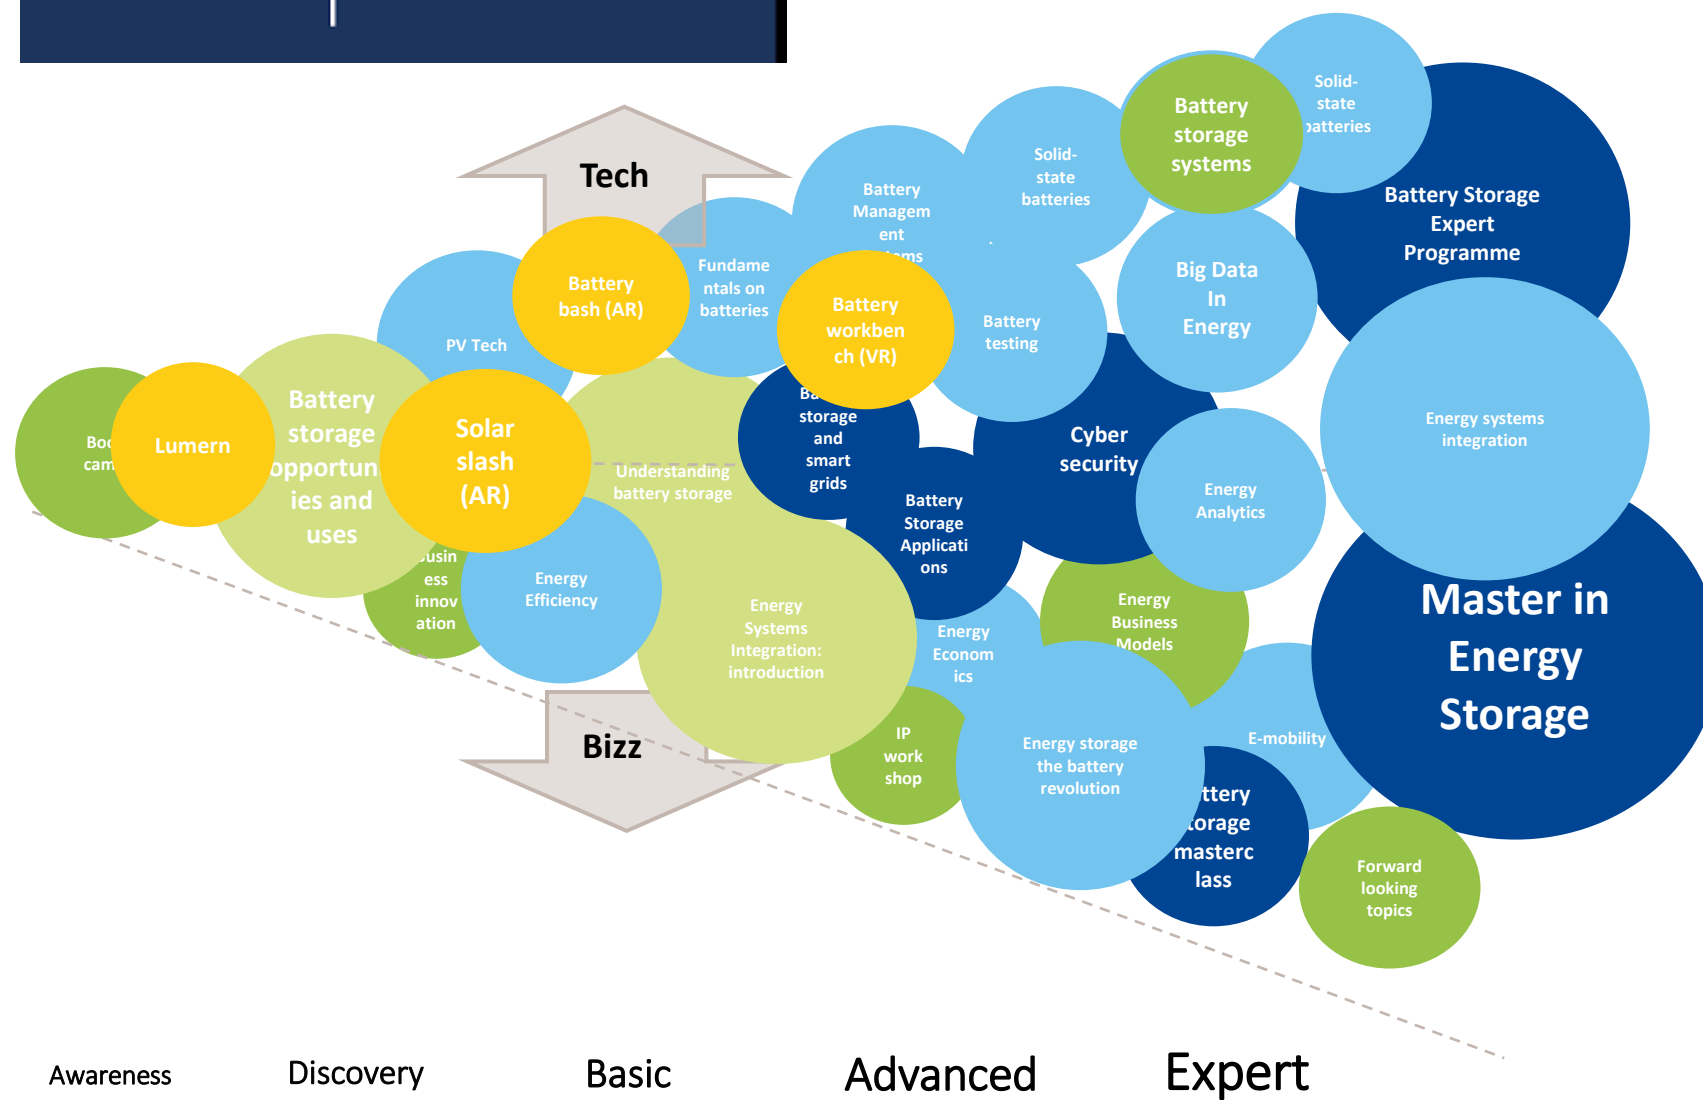 Tech
Solid-
state
batteries
Battery
storage
systems
Solid-
state
batteries
Battery Storage
Expert
Programme
Battery
Managem
ent
Fundame
ntals on
batteries
Battery
bash (AR)
PV Tech
Battery
workben
ch (VR)
Battery
testing
Big Data
In
Energy
Lumern
Battery
storage
opportun
ies and
uses
Solar
slash
(AR)
Understanding
battery storage
storage
and
smart
grids
Cyber
security
Energy systems
integration
Battery
Storage
Applicati
ons
Energy
Analytics
ess
innov
ation
Energy
Efficiency
Energy
Systems
Integration:
introduction
Energy
Econom
ics
Energy
Business
Models
Master in
Energy
Storage
Bizz
IP
work
shop
Energy storage
the battery
revolution
E-mobility
masterc
lass
Forward
looking
topics
Awareness
Discovery
Basic
Advanced
Expert